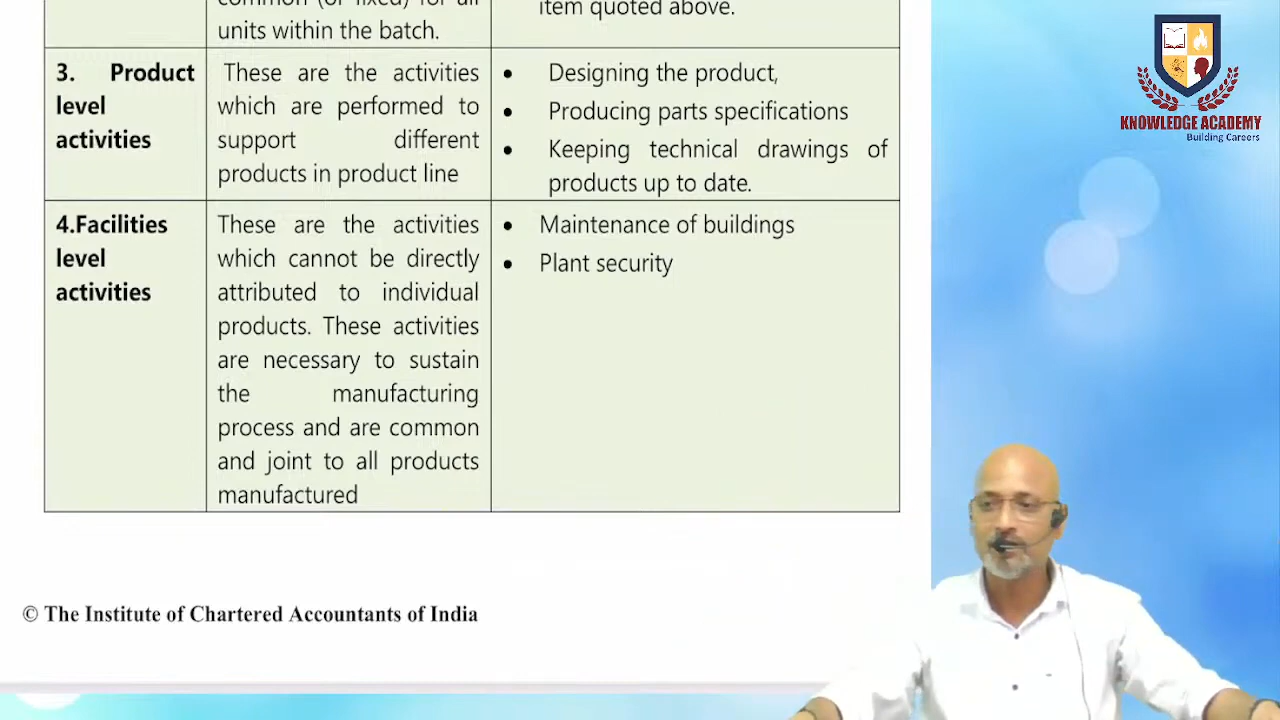 common (or fixed) for all
units within the batch.
item quoted above.
3. Product
level
activities
These are the activities
which are performed to
support different
products in product line
• Designing the product,
• Producing parts specifications
• Keeping technical drawings of
products up to date.
4.Facilities
level
activities
These are the activities
which cannot be directly
attributed to individual
products. These activities
are necessary to sustain
the manufacturing
process and are common
and joint to all products
manufactured
• Maintenance of buildings
• Plant security
© The Institute of Chartered Accountants of India
KNOWLEDGE ACADEMY
Building Careers